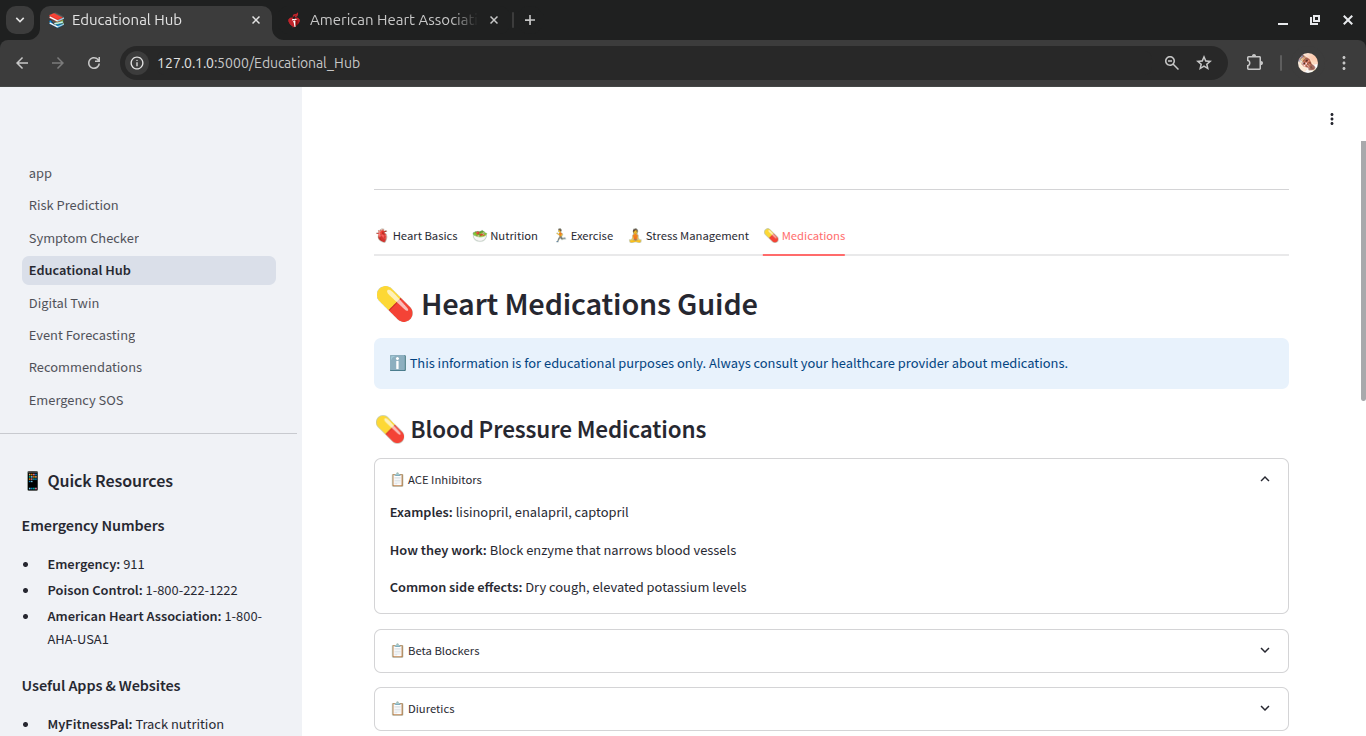 Educational Hub
American Heart Associat
127.0.1.0:5000/Educational_Hub
app
Risk Prediction
Symptom Checker
Educational Hub
Digital Twin
Event Forecasting
Recommendations
Emergency SOS
Quick Resources
Emergency Numbers
Emergency: 911
Poison Control: 1-800-222-1222
American Heart Association: 1-800-
AHA-USA1
Useful Apps & Websites
MyFitnessPal: Track nutrition
Heart Basics Nutrition Exercise Stress Management Medications
Heart Medications Guide
This information is for educational purposes only. Always consult your healthcare provider about medications.
Blood Pressure Medications
ACE Inhibitors
Examples: lisinopril, enalapril, captopril
How they work: Block enzyme that narrows blood vessels
Common side effects: Dry cough, elevated potassium levels
Beta Blockers
Diuretics